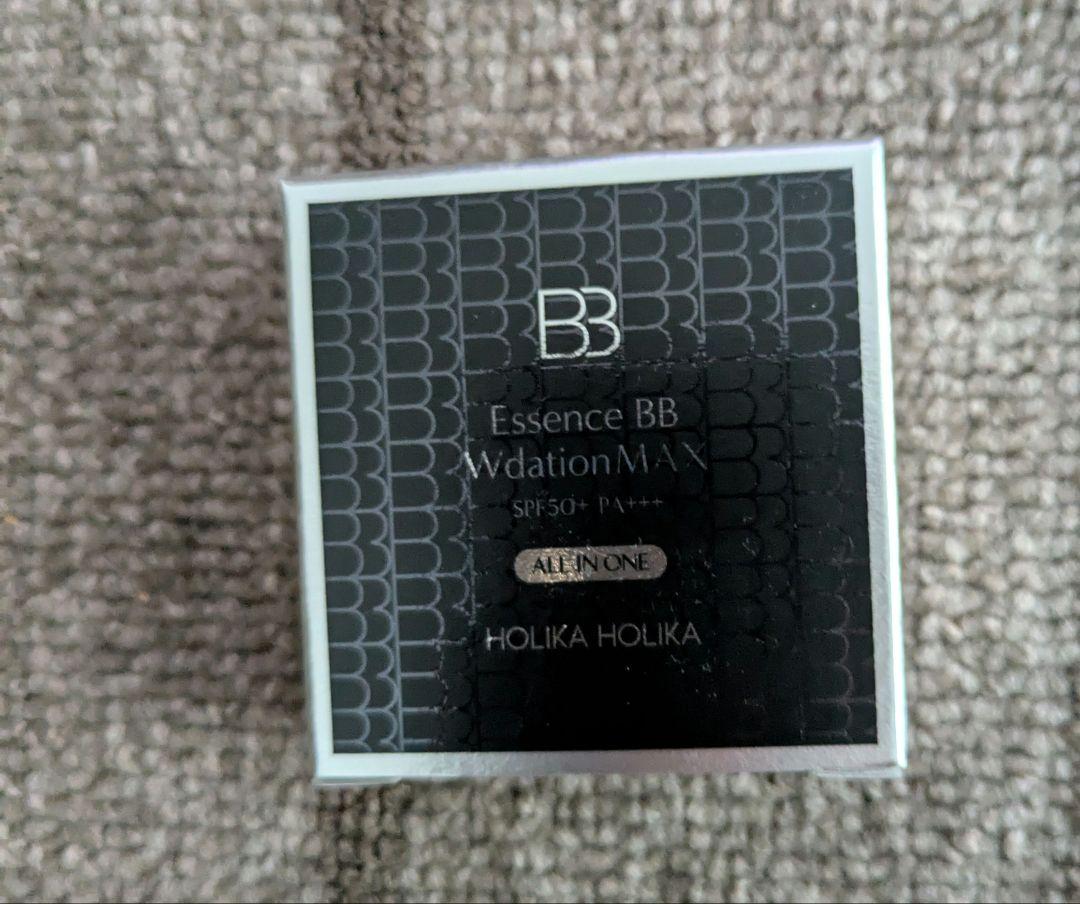 BB
Essence BB
WdationMAX
SPF50+ PA+++
ALL IN ONE
HOLIKA HOLIKA